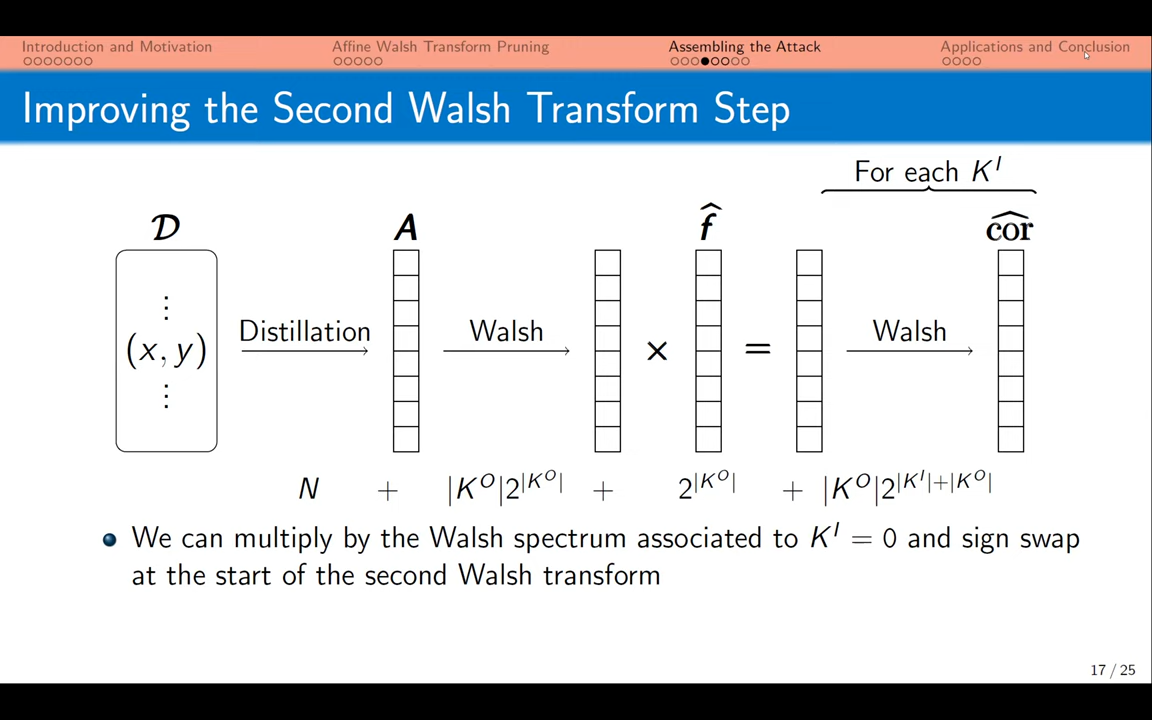 Introduction and Motivation
Affine Walsh Transform Pruning
Assembling the Attack
Applications and Conclusion
Improving the Second Walsh Transform Step
For each K^I
𝓓
A
f̂
ĉor
⋮
(x, y)
⋮
Distillation
Walsh
×
=
Walsh
N + |K^O|2^{|K^O|} + 2^{|K^O|} + |K^O|2^{|K^I|+|K^O|}
We can multiply by the Walsh spectrum associated to K^I = 0 and sign swap
at the start of the second Walsh transform
17 / 25